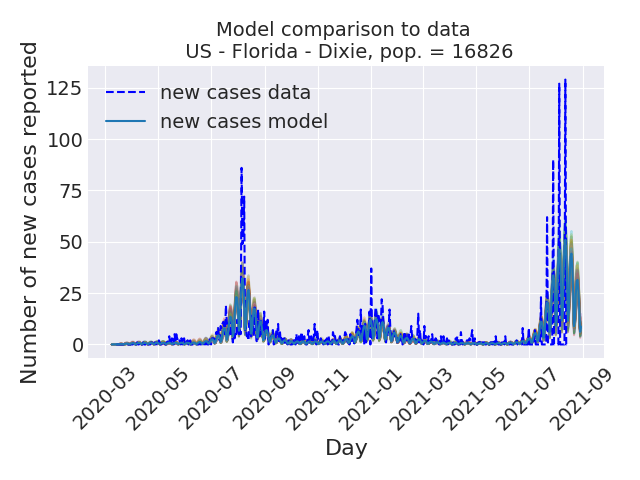 Model comparison to data
US - Florida - Dixie, pop. = 16826
new cases data
new cases model
Number of new cases reported
125
100
75
50
25
0
2020-03
2020-05
2020-07
2020-09
2020-11
2021-01
2021-03
2021-05
2021-07
2021-09
Day